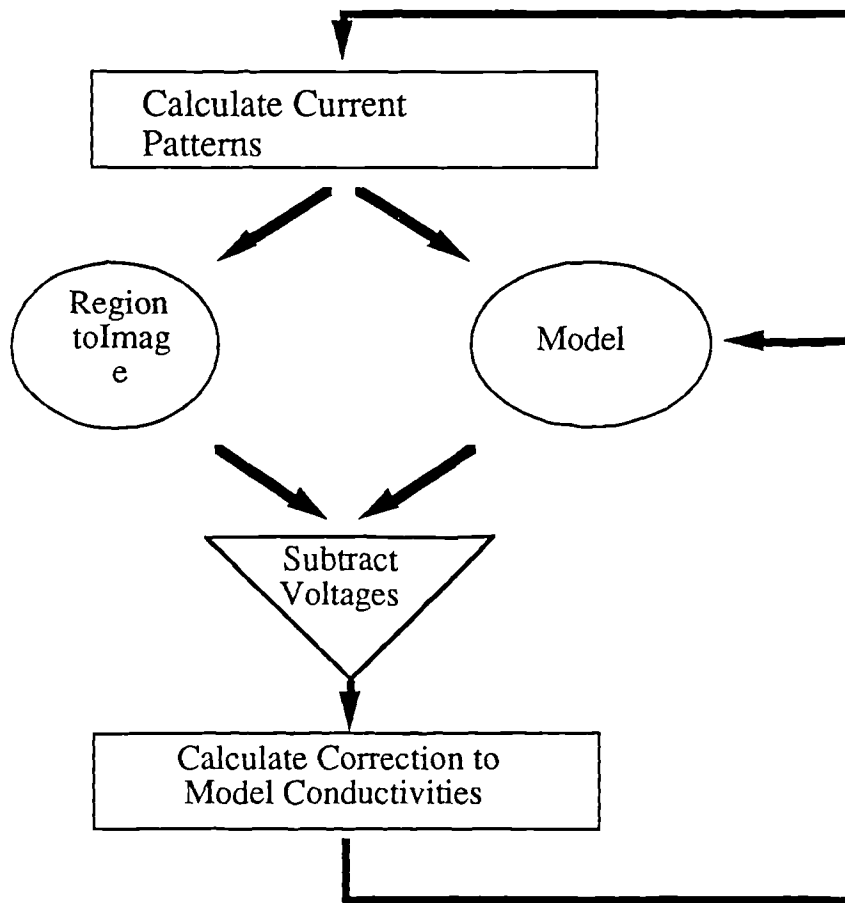 Calculate Current
Patterns
Region
toImag
e
Model
Subtract
Voltages
Calculate Correction to
Model Conductivities